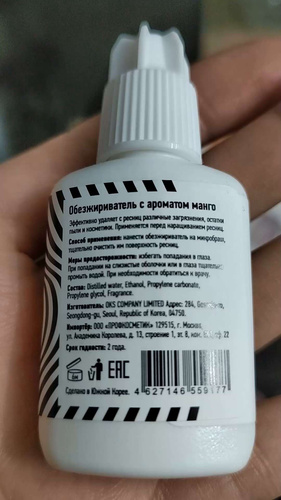 Обезжириватель с ароматом манго
Эффективно удаляет с ресниц различные загрязнения, остатки
пыли и косметики. Применяется перед наращиванием ресниц.
Способ применения: нанести обезжириватель на микробраш,
тщательно очистить им поверхность ресниц.
Меры предосторожности: избегать попадания в глаза.
При попадании на слизистые оболочки или в глаза тщательно
промыть водой. При необходимости обратиться к врачу.
Состав: Distilled water, Ethanol, Propylene carbonate,
Propylene glycol, Fragrance.
Изготовитель: OKS COMPANY LIMITED Адрес: 284,
Seongdong-gu, Seoul, Republic of Korea, 04750.
Импортёр: ООО «ПРОФКОСМЕТИК» 129515, г. Москва,
ул. Академика Королева, д. 13, строение 1, эт. 8, 22
Срок годности: 2 года.
6M
EAC
Сделано в Южной Корее.
4 627146 559177